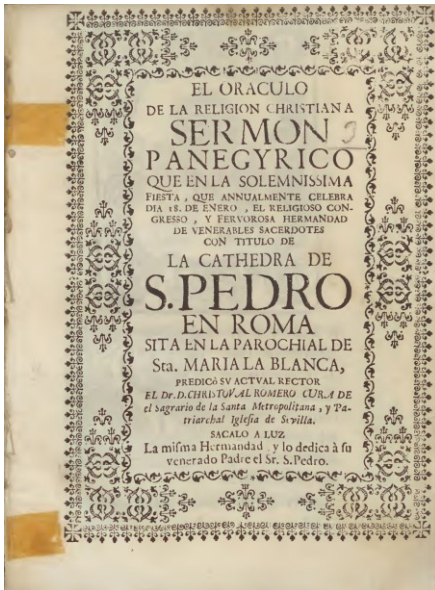 EL ORACULO
DE LA RELIGION CHRISTIANA
SERMON
PANEGYRICO
QUE EN LA SOLEMNISSIMA
FIESTA, QUE ANNUALMENTE CELEBRA
DIA 18. DE ENERO, EL RELIGIOSO CON-
GRESSO, Y FERVOROSA HERMANDAD
DE VENERABLES SACERDOTES
CON TITULO DE
LA CATHEDRA DE
S. PEDRO
EN ROMA
SITA EN LA PAROCHIAL DE
Sta. MARIA LA BLANCA,
PREDICÓ SV ACTVAL RECTOR
EL Dr. D. CHRISTOVAL ROMERO CURA DE
el Sagrario de la Santa Metropolitana, y Pa-
triarchal Iglesia de Sevilla.
SACALO A LUZ
La misma Hermandad, y lo dedica à su
venerado Padre el Sr. S. Pedro.